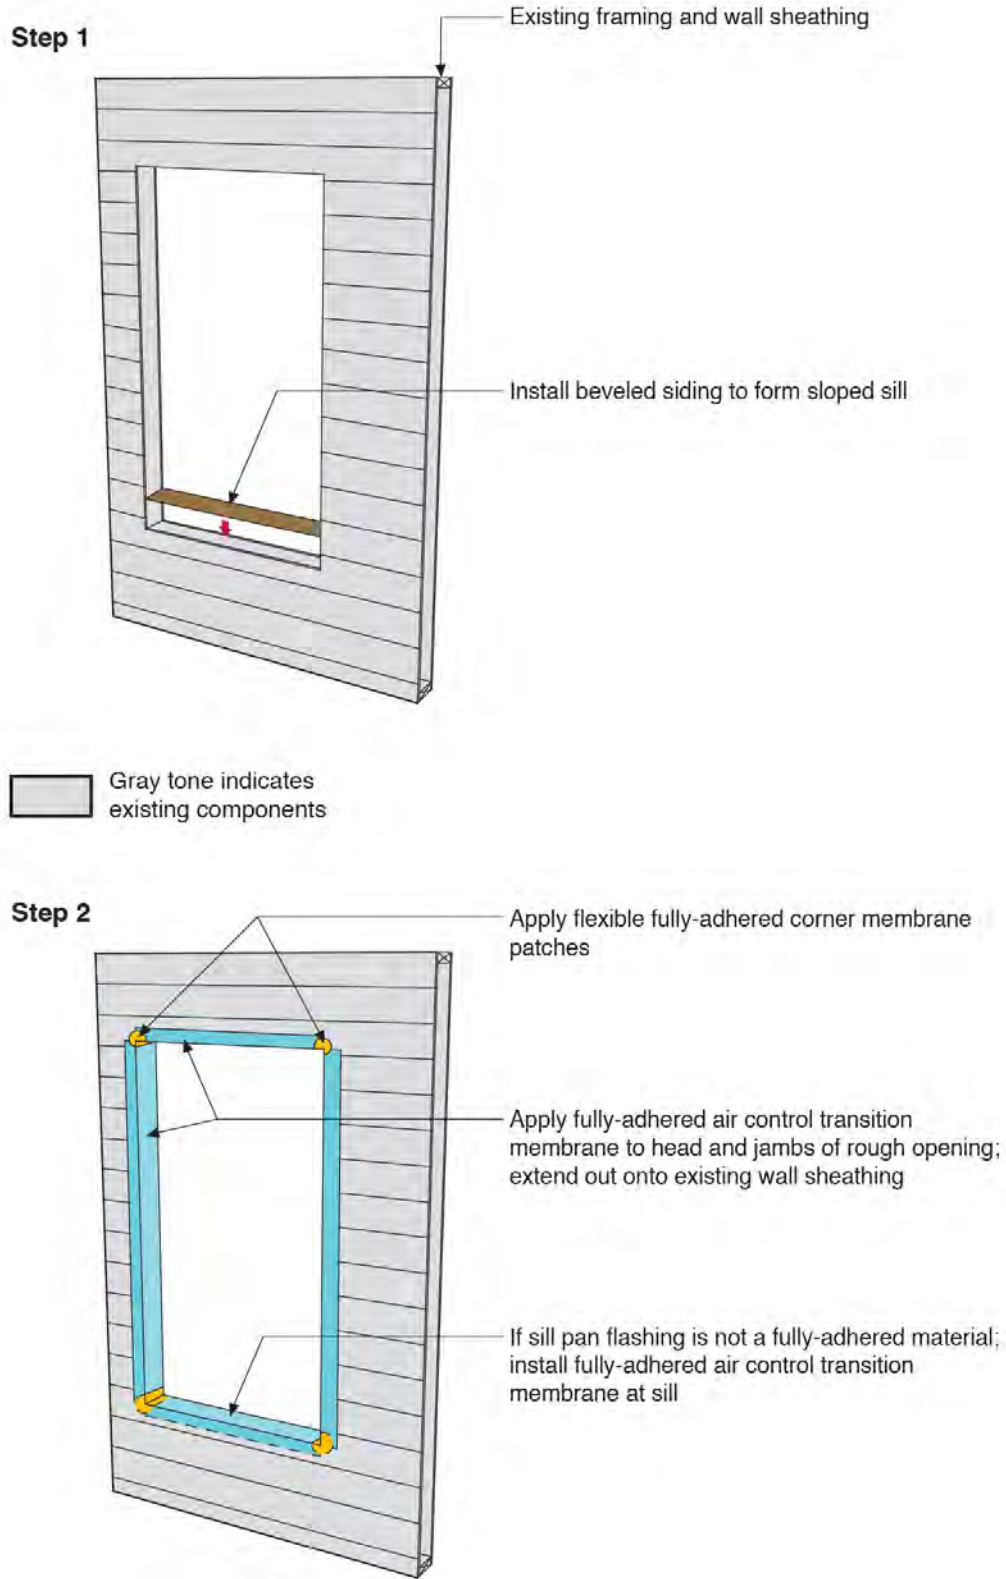 Step 1
Existing framing and wall sheathing
Install beveled siding to form sloped sill
Gray tone indicates
existing components
Step 2
Apply flexible fully-adhered corner membrane
patches
Apply fully-adhered air control transition
membrane to head and jambs of rough opening;
extend out onto existing wall sheathing
If sill pan flashing is not a fully-adhered material;
install fully-adhered air control transition
membrane at sill